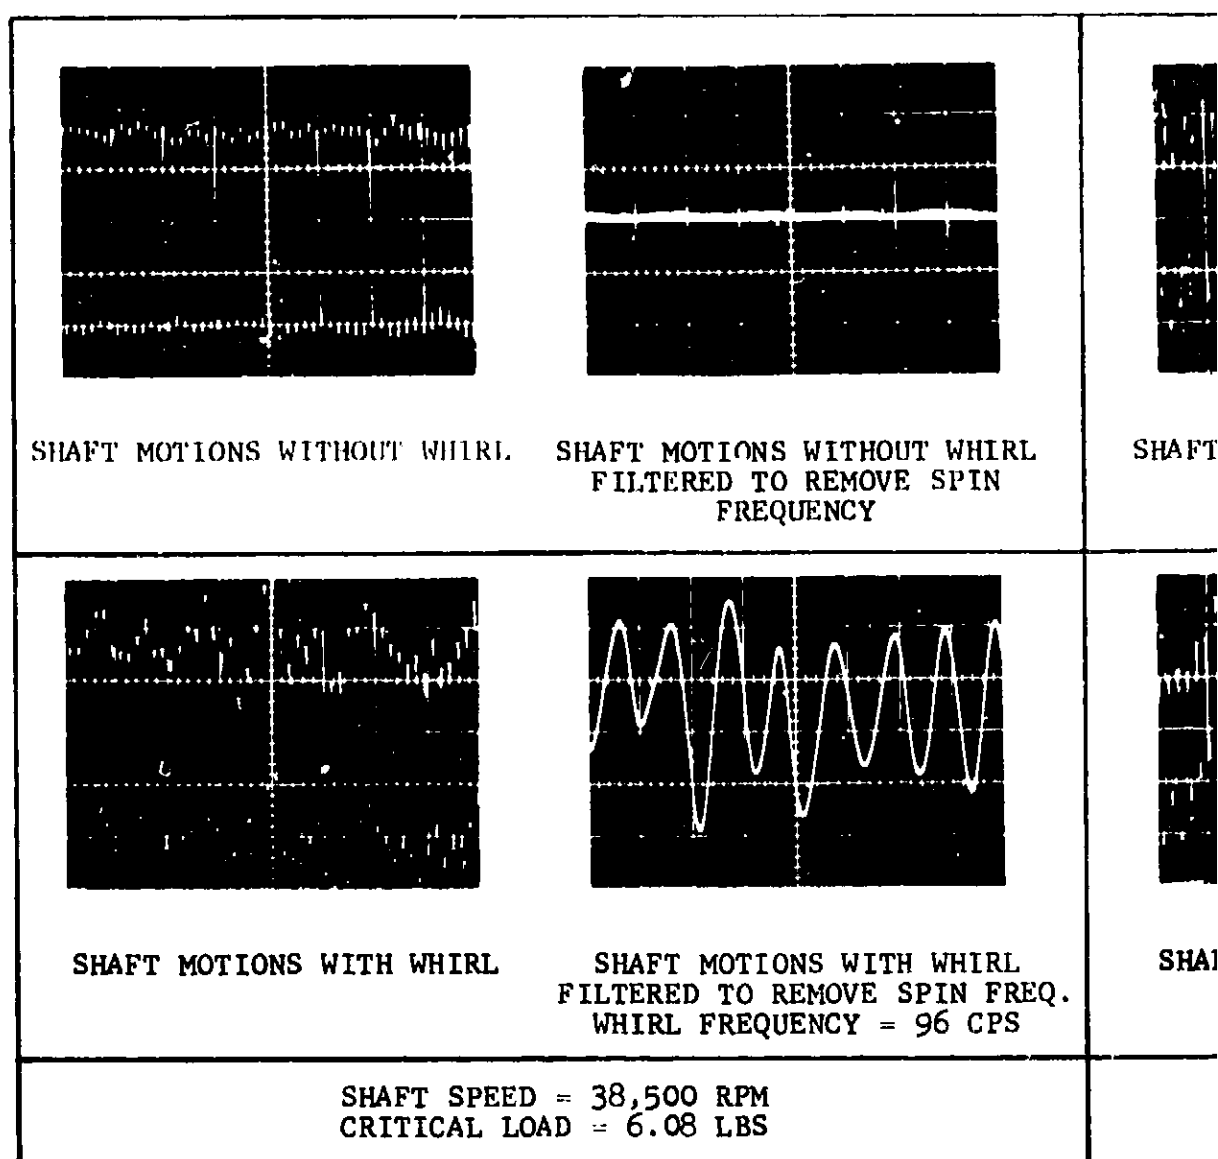 SHAFT MOTIONS WITHOUT WHIRL
SHAFT MOTIONS WITHOUT WHIRL
FILTERED TO REMOVE SPIN
FREQUENCY
SHAFT
SHAFT MOTIONS WITH WHIRL
SHAFT MOTIONS WITH WHIRL
FILTERED TO REMOVE SPIN FREQ.
WHIRL FREQUENCY = 96 CPS
SHAFT SPEED = 38,500 RPM
CRITICAL LOAD = 6.08 LBS